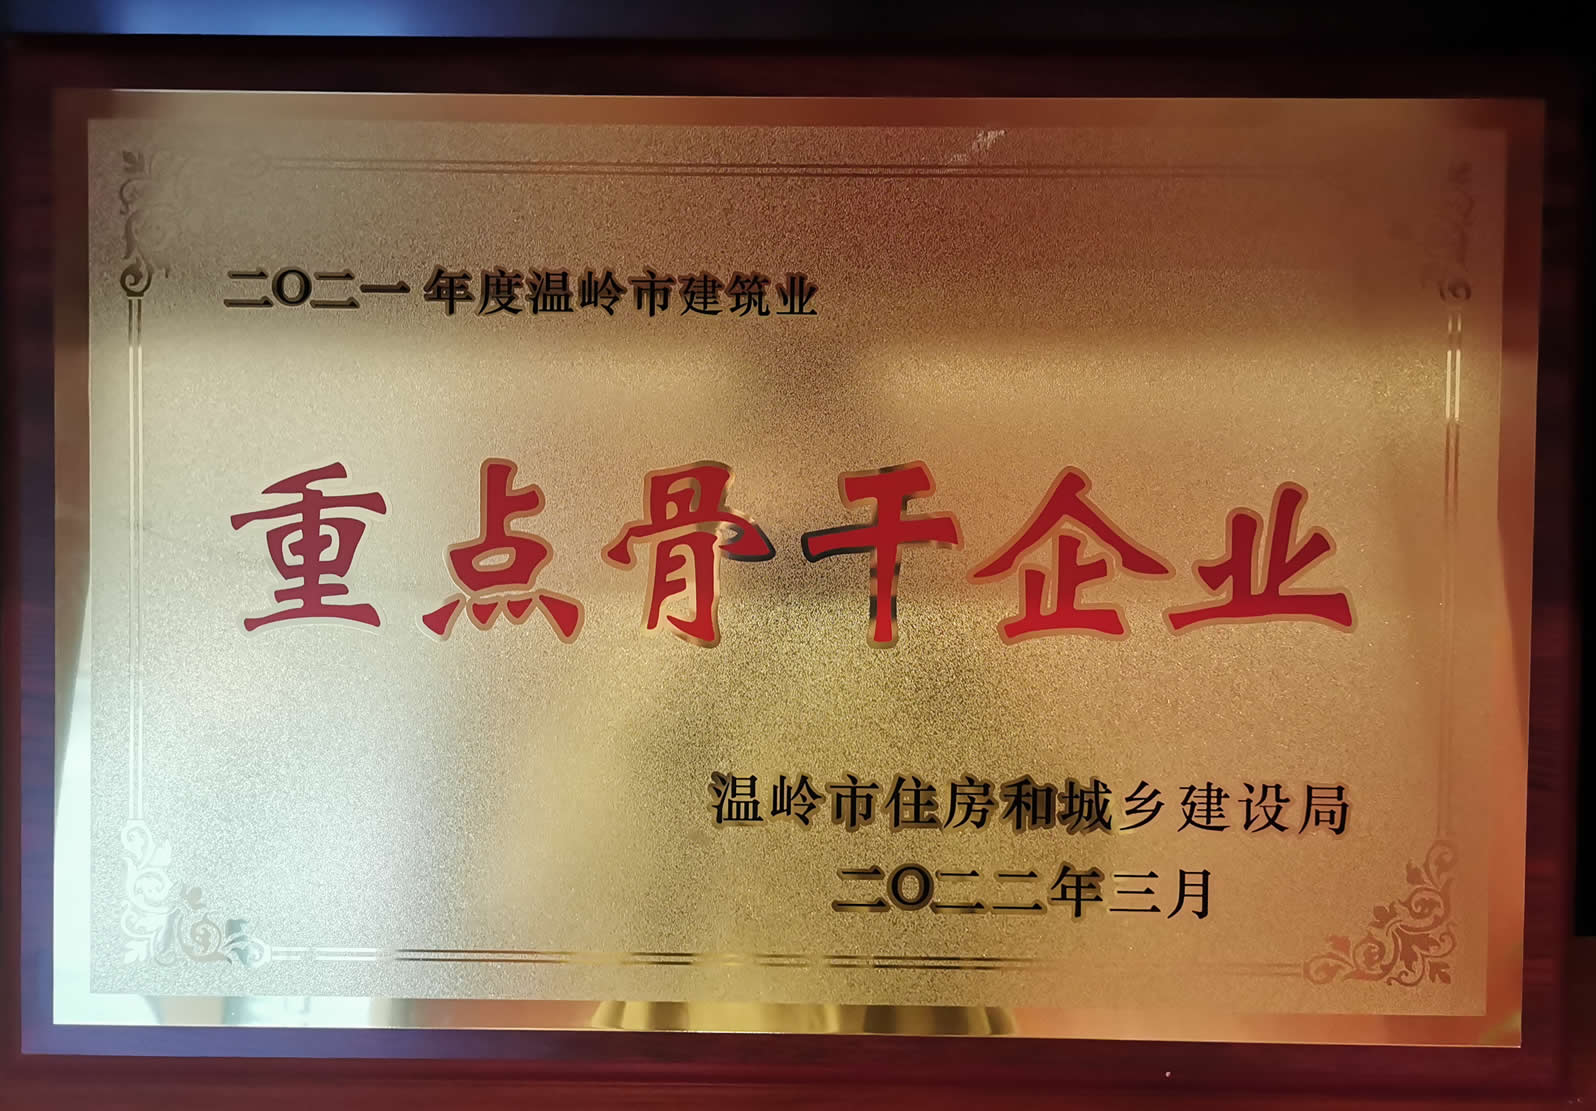 二〇二一年度温岭市建筑业
重点骨干企业
温岭市住房和城乡建设局
二〇二二年三月